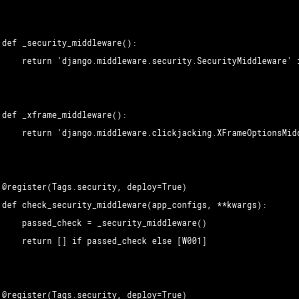 def _security_middleware():
    return 'django.middleware.security.SecurityMiddleware'
def _xframe_middleware():
    return 'django.middleware.clickjacking.XFrameOptionsMidd
@register(Tags.security, deploy=True)
def check_security_middleware(app_configs, **kwargs):
    passed_check = _security_middleware()
    return [] if passed_check else [W001]
@register(Tags.security, deploy=True)